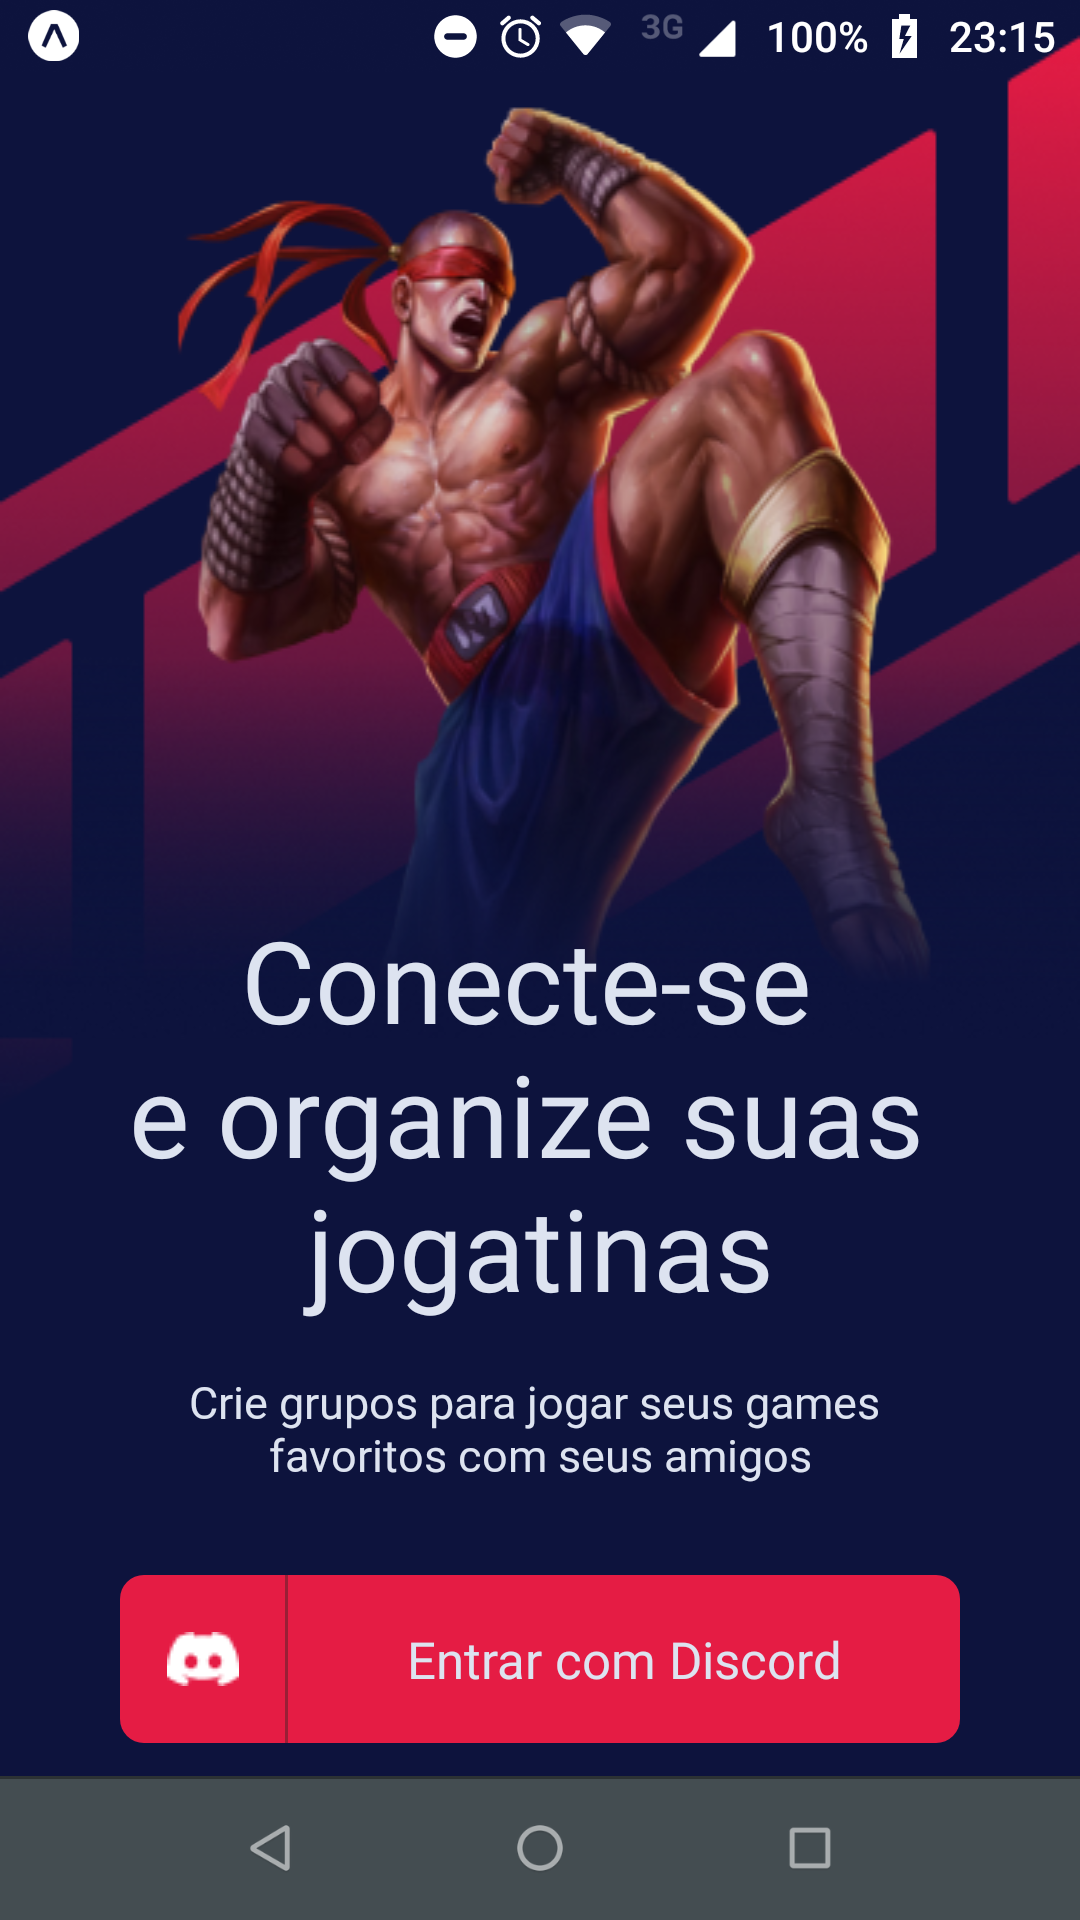 3G 100% 23:15
Conecte-se
e organize suas
jogatinas
Crie grupos para jogar seus games
favoritos com seus amigos
Entrar com Discord